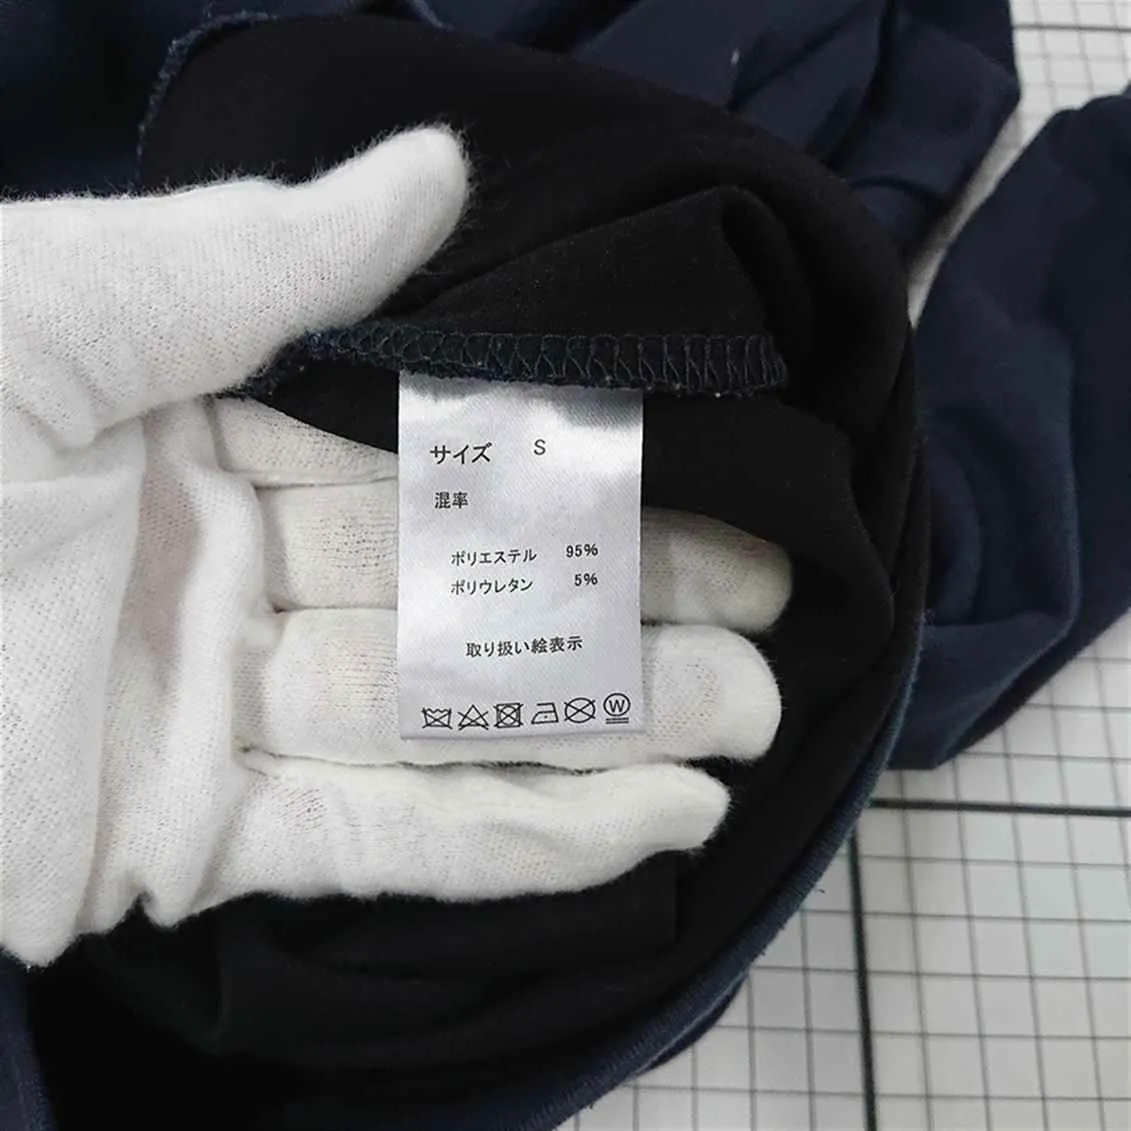 サイズ S
混率
ポリエステル 95%
ポリウレタン 5%
取り扱い絵表示
W